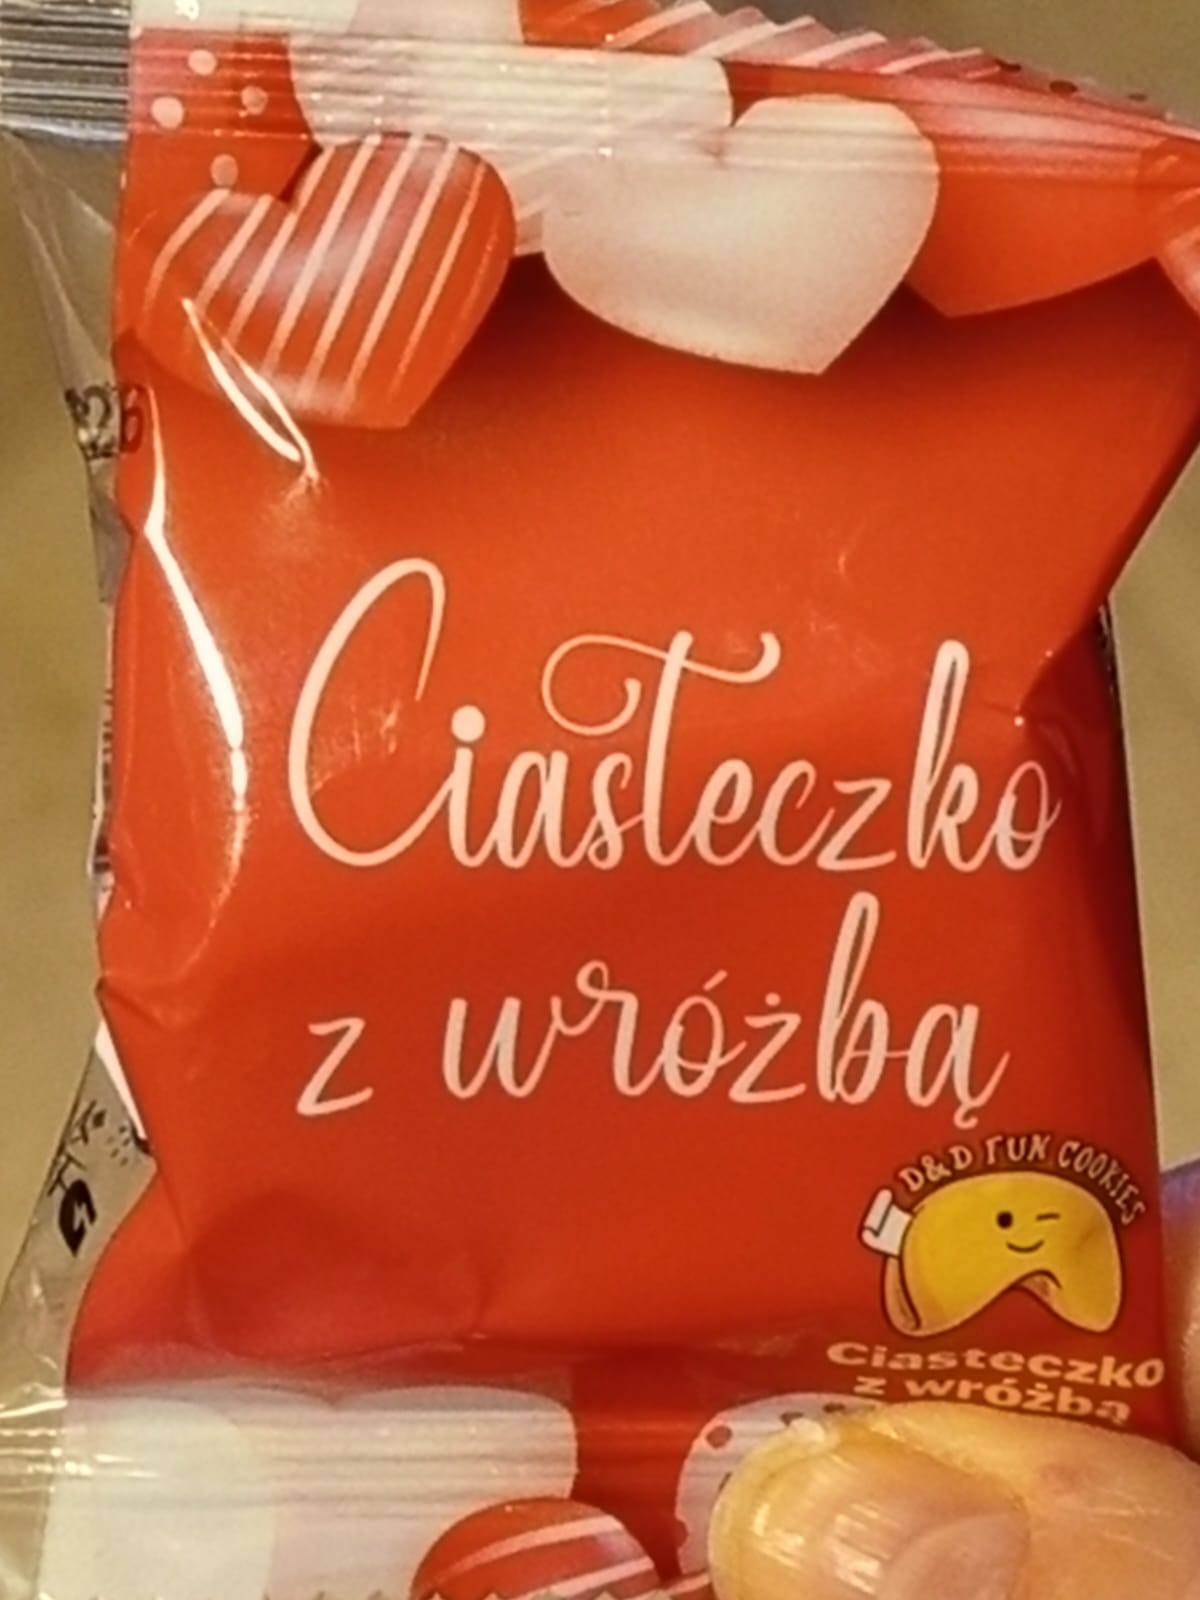 Ciasteczko
z wróżbą
D&D FUN COOKIES
Ciasteczko
z wróżbą